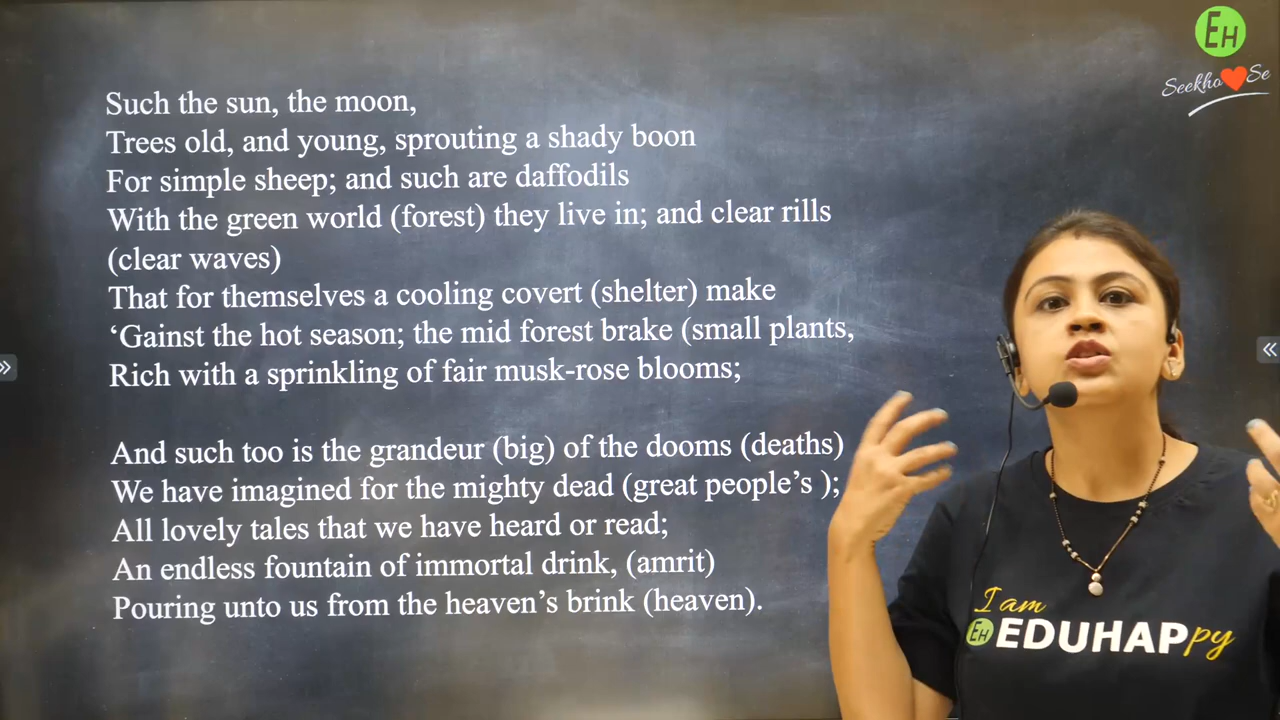 EH
Seekho ❤ Se
Such the sun, the moon,
Trees old, and young, sprouting a shady boon
For simple sheep; and such are daffodils
With the green world (forest) they live in; and clear rills
(clear waves)
That for themselves a cooling covert (shelter) make
‘Gainst the hot season; the mid forest brake (small plants,
Rich with a sprinkling of fair musk-rose blooms;
And such too is the grandeur (big) of the dooms (deaths)
We have imagined for the mighty dead (great people’s );
All lovely tales that we have heard or read;
An endless fountain of immortal drink, (amrit)
Pouring unto us from the heaven’s brink (heaven).
I am
EH EDUHAPpy